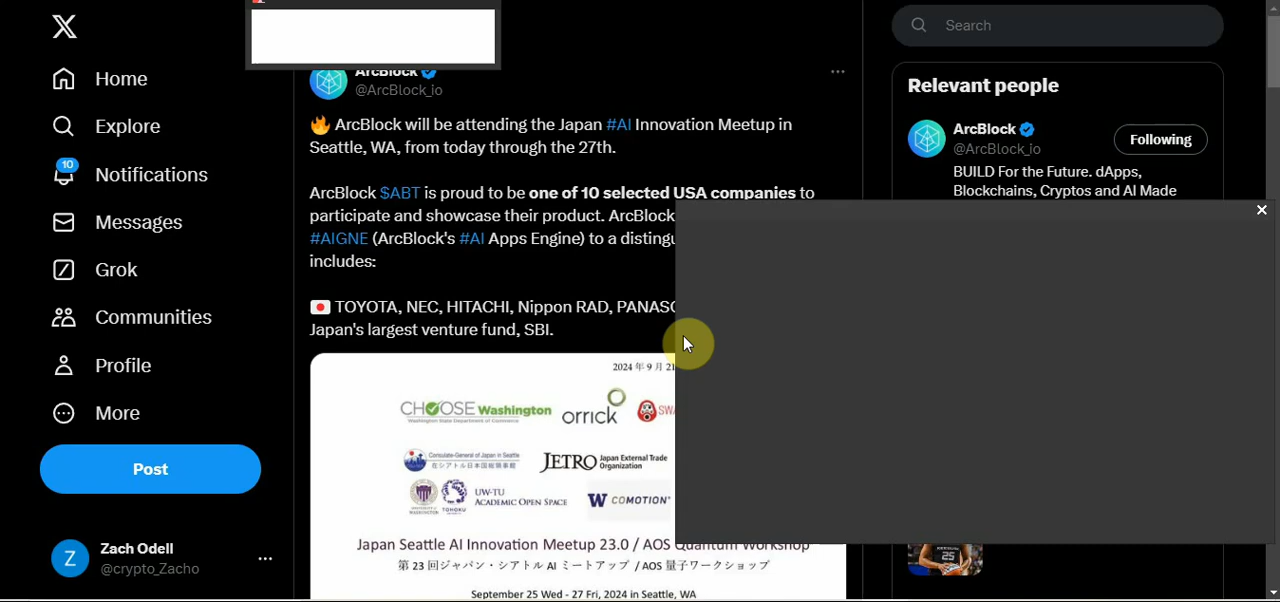 Home
Explore
10
Notifications
Messages
Grok
Communities
Profile
More
Post
Zach Odell
@crypto_Zacho
ArcBlock
@ArcBlock_io
ArcBlock will be attending the Japan #AI Innovation Meetup in
Seattle, WA, from today through the 27th.
ArcBlock $ABT is proud to be one of 10 selected USA companies to
participate and showcase their product. ArcBlock
#AIGNE (ArcBlock's #AI Apps Engine) to a
includes:
TOYOTA, NEC, HITACHI, Nippon RAD,
Japan's largest venture fund, SBI.
2024 年 9 月
CHOOSE Washington
Washington State Department of Commerce
orrick
Consulate-General of Japan in Seattle
在シアトル日本国総領事館
JETRO Japan External Trade
Organization
UW-TU
ACADEMIC OPEN SPACE
TOHOKU
W COMOTION
Japan Seattle AI Innovation Meetup 23.0 / AOS Quantum Workshop
第 23 回ジャパン・シアトル AI ミートアップ / AOS 量子ワークショップ
September 25 Wed - 27 Fri, 2024 in Seattle, WA
Search
Relevant people
ArcBlock
@ArcBlock_io
Following
BUILD For the Future. dApps,
Blockchains, Cryptos and AI Made
25